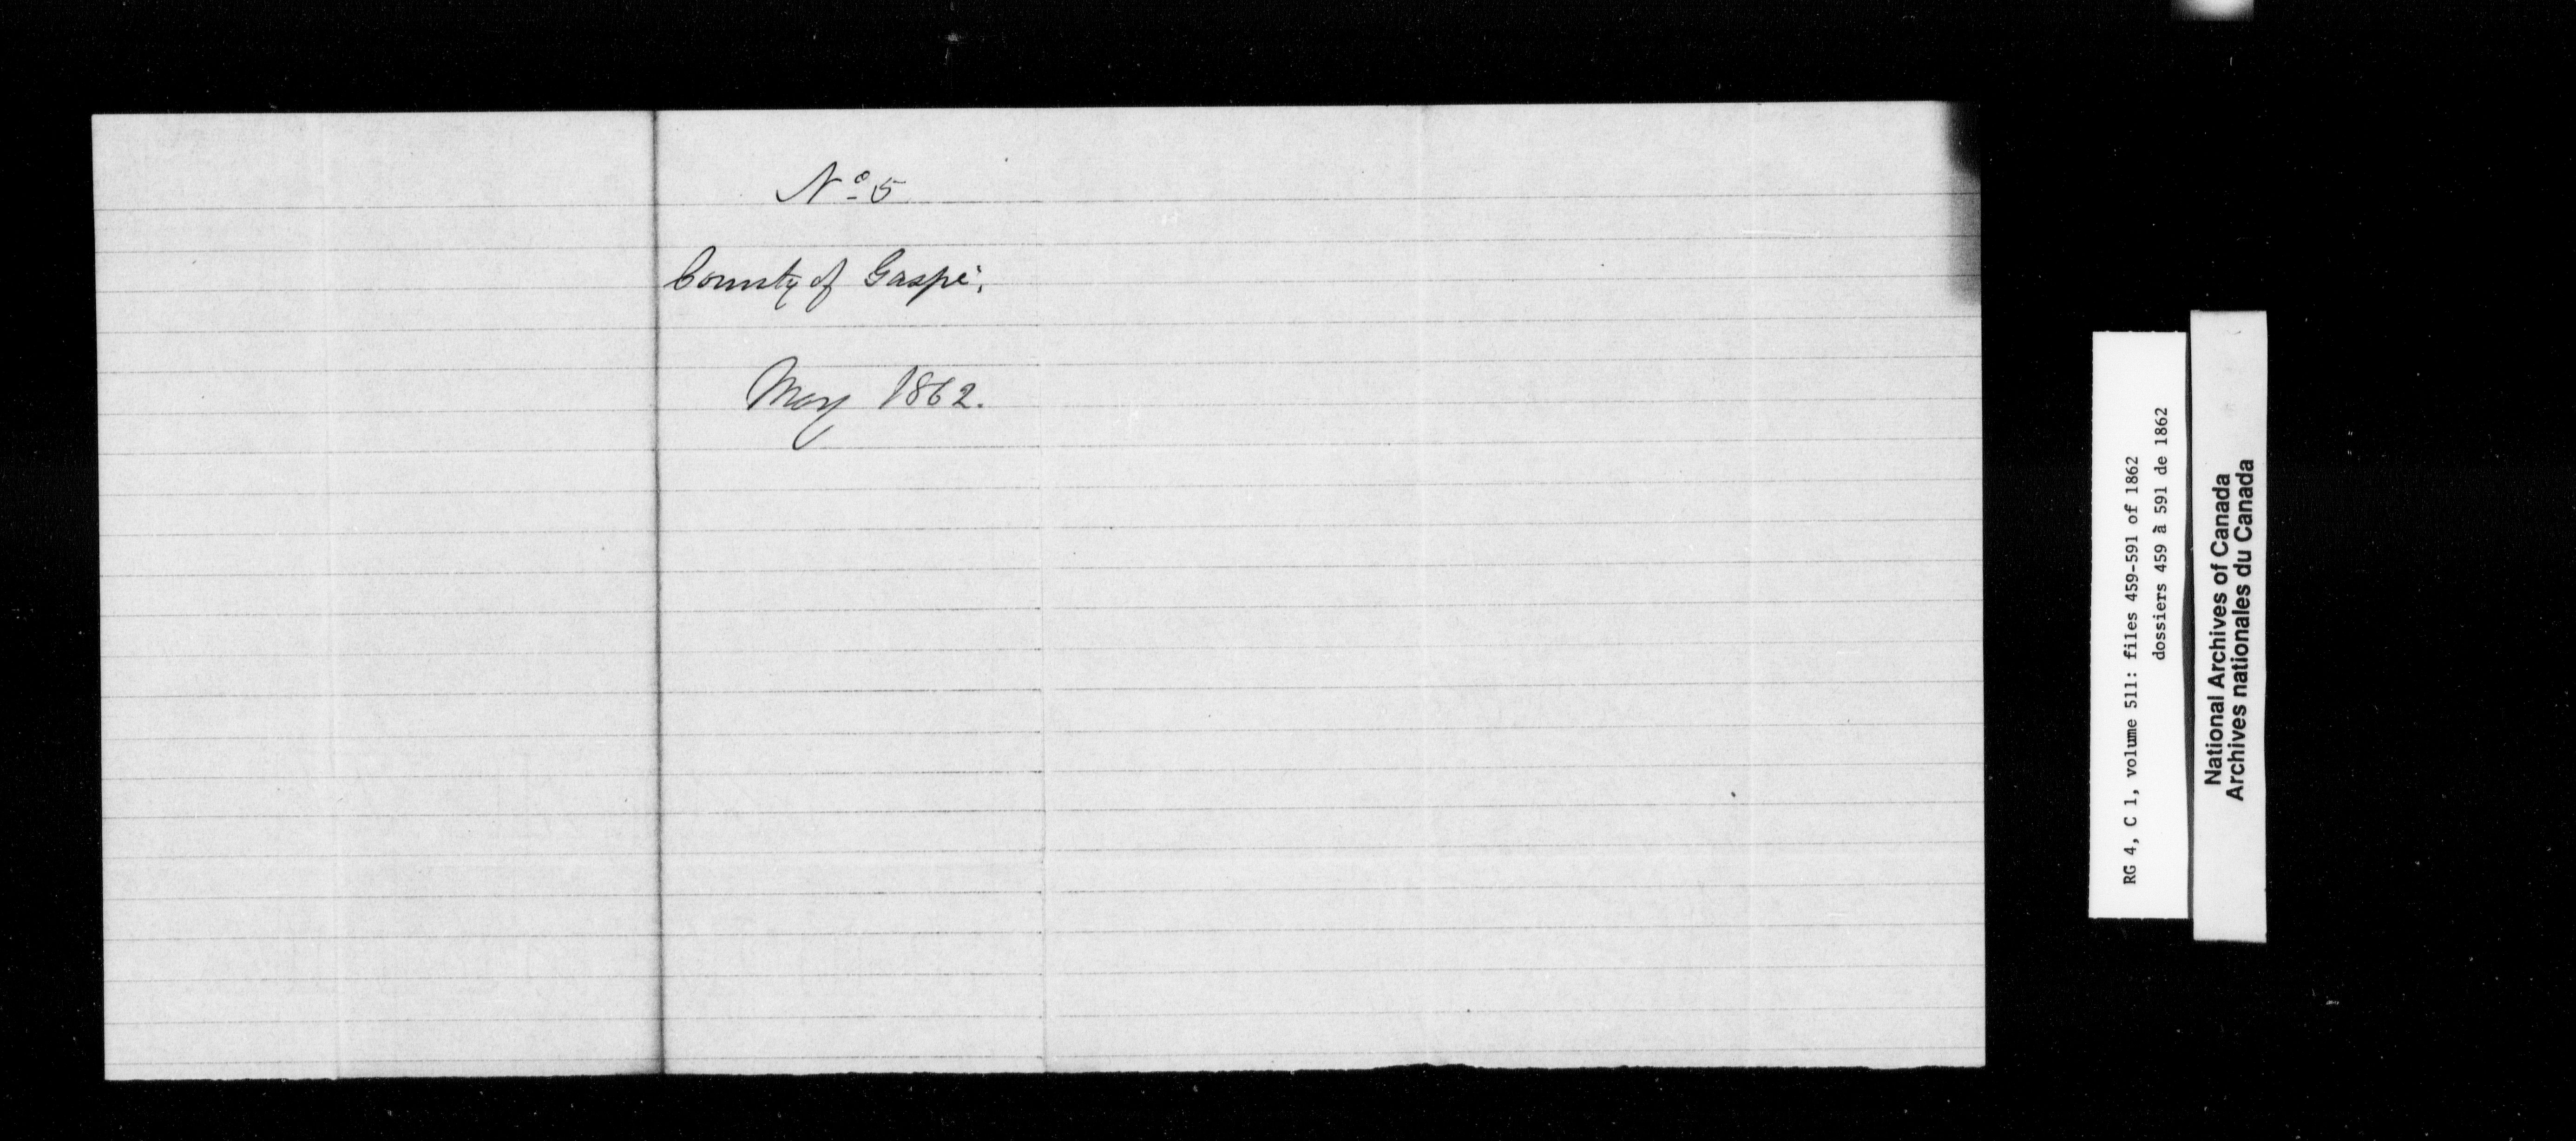 No 5
County of Gaspé.
May 1862.
RG 4, C 1, volume 511: files 459-591 of 1862
dossiers 459 à 591 de 1862
National Archives of Canada
Archives nationales du Canada